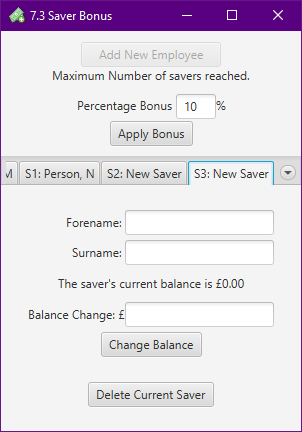 7.3 Saver Bonus
Add New Employee
Maximum Number of savers reached.
Percentage Bonus 10 %
Apply Bonus
M S1: Person, N S2: New Saver S3: New Saver
Forename:
Surname:
The saver's current balance is £0.00
Balance Change: £
Change Balance
Delete Current Saver